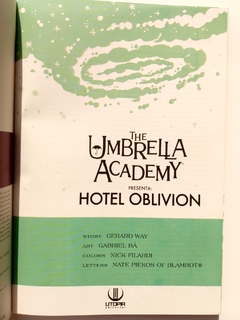 THE
UMBRELLA
ACADEMY
PRESENTA:
HOTEL OBLIVION
STORY GERARD WAY
ART GABRIEL BÁ
COLORS NICK FILARDI
LETTERS NATE PIEKOS OF BLAMBOT®
UTOPIA
EDITORIAL